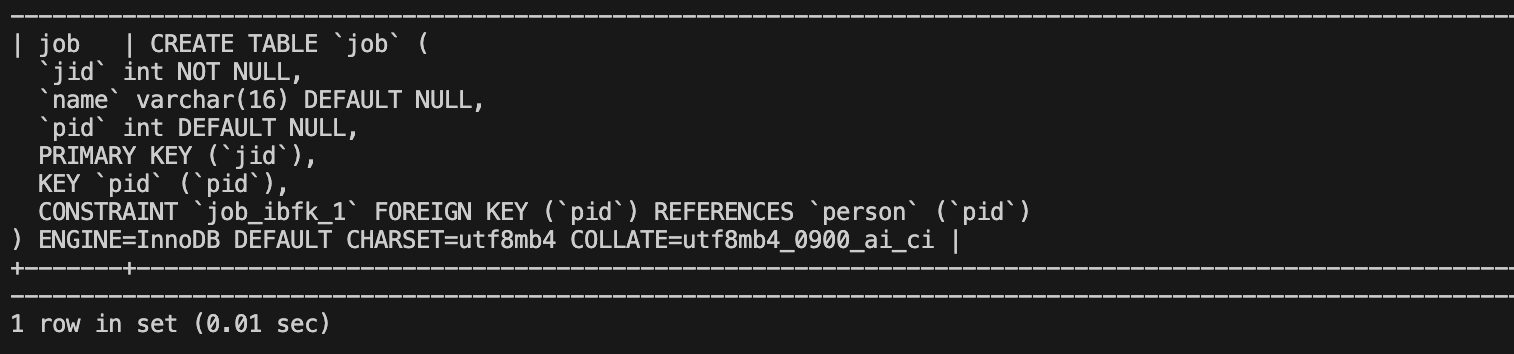 | job   | CREATE TABLE `job` (
  `jid` int NOT NULL,
  `name` varchar(16) DEFAULT NULL,
  `pid` int DEFAULT NULL,
  PRIMARY KEY (`jid`),
  KEY `pid` (`pid`),
  CONSTRAINT `job_ibfk_1` FOREIGN KEY (`pid`) REFERENCES `person` (`pid`)
) ENGINE=InnoDB DEFAULT CHARSET=utf8mb4 COLLATE=utf8mb4_0900_ai_ci |
1 row in set (0.01 sec)